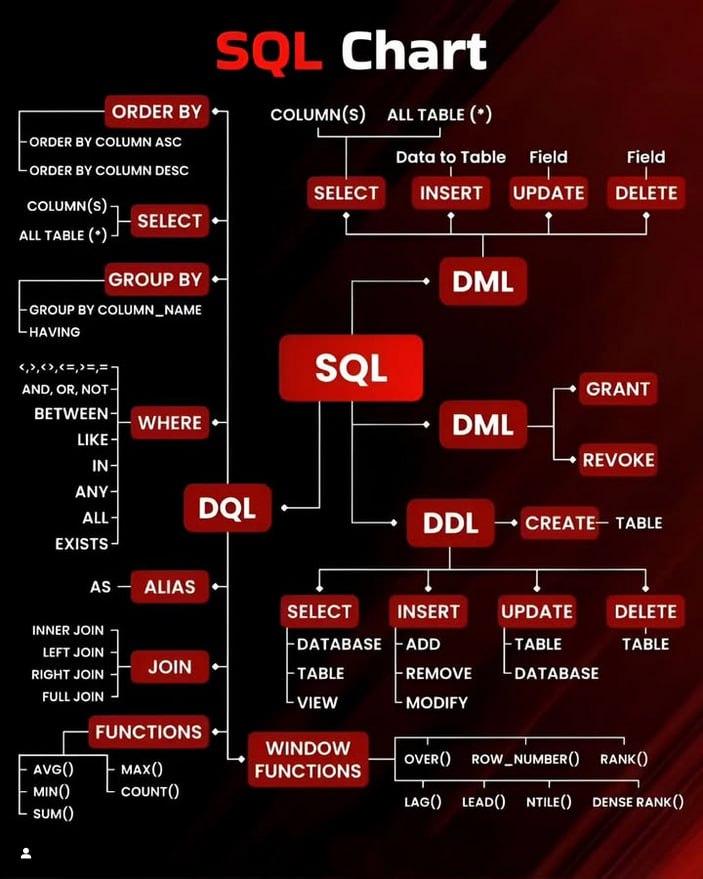 SQL Chart
ORDER BY
ORDER BY COLUMN ASC
ORDER BY COLUMN DESC
COLUMN(S)
ALL TABLE (*)
SELECT
GROUP BY
GROUP BY COLUMN_NAME
HAVING
<,>,<>,<=,>=,=
AND, OR, NOT
BETWEEN
LIKE
IN
ANY
ALL
EXISTS
WHERE
DQL
AS
ALIAS
INNER JOIN
LEFT JOIN
RIGHT JOIN
FULL JOIN
JOIN
FUNCTIONS
AVG()
MIN()
SUM()
MAX()
COUNT()
COLUMN(S)
ALL TABLE (*)
Data to Table
Field
Field
SELECT
INSERT
UPDATE
DELETE
DML
SQL
DML
GRANT
REVOKE
DDL
CREATE
TABLE
SELECT
DATABASE
TABLE
VIEW
INSERT
ADD
REMOVE
MODIFY
UPDATE
TABLE
DATABASE
DELETE
TABLE
WINDOW
FUNCTIONS
OVER()
ROW_NUMBER()
RANK()
LAG()
LEAD()
NTILE()
DENSE RANK()